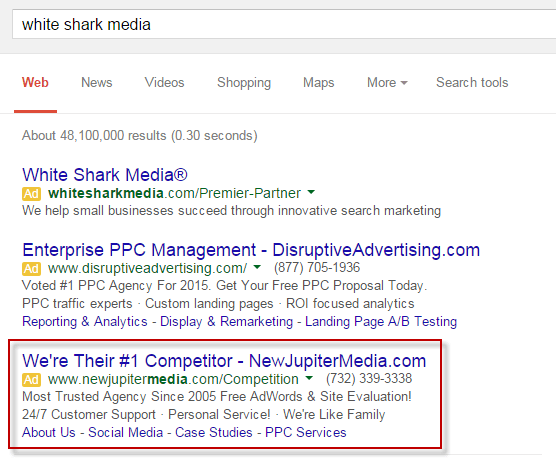 white shark media
Web News Videos Shopping Maps More Search tools
About 48,100,000 results (0.30 seconds)
White Shark Media®
Ad whitesharkmedia.com/Premier-Partner
We help small businesses succeed through innovative search marketing
Enterprise PPC Management - DisruptiveAdvertising.com
Ad www.disruptiveadvertising.com/ (877) 705-1936
Voted #1 PPC Agency For 2015. Get Your Free PPC Proposal Today.
PPC traffic experts · Custom landing pages · ROI focused analytics
Reporting & Analytics - Display & Remarketing - Landing Page A/B Testing
We're Their #1 Competitor - NewJupiterMedia.com
Ad www.newjupitermedia.com/Competition (732) 339-3338
Most Trusted Agency Since 2005 Free AdWords & Site Evaluation!
24/7 Customer Support · Personal Service! · We're Like Family
About Us - Social Media - Case Studies - PPC Services